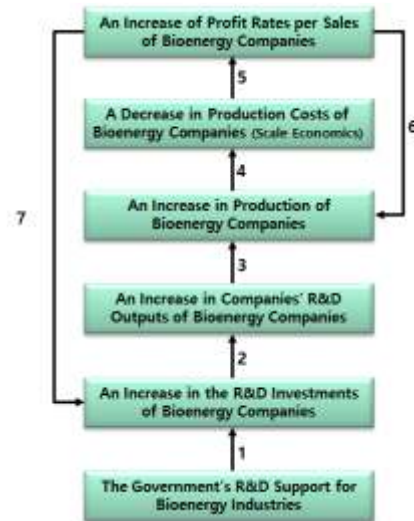 An Increase of Profit Rates per Sales
of Bioenergy Companies
5
A Decrease in Production Costs of
Bioenergy Companies (Scale Economics)
6
4
7
An Increase in Production of
Bioenergy Companies
3
An Increase in Companies' R&D
Outputs of Bioenergy Companies
2
An Increase in the R&D Investments
of Bioenergy Companies
1
The Government's R&D Support for
Bioenergy Industries